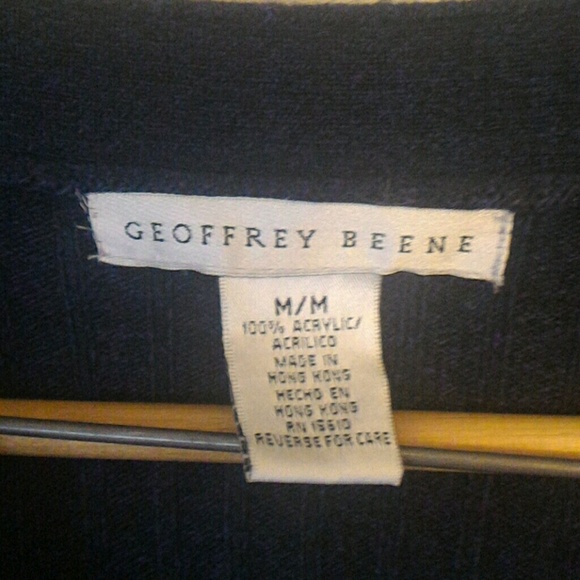 GEOFFREY BEENE
M/M
100% ACRYLIC/
ACRILICO
MADE IN
HONG KONG
HECHO EN
HONG KONG
RN 15610
REVERSE FOR CARE